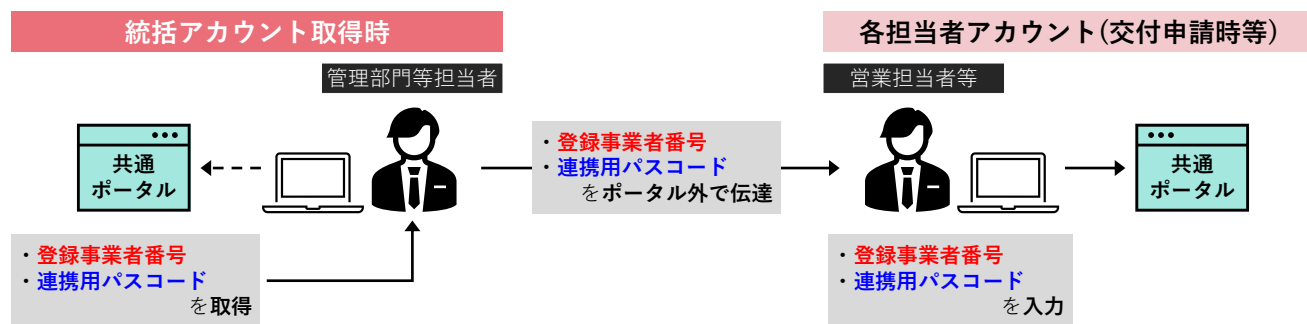 統括アカウント取得時
各担当者アカウント(交付申請時等)
管理部門等担当者
営業担当者等
共通
ポータル
・登録事業者番号
・連携用パスコード
をポータル外で伝達
共通
ポータル
・登録事業者番号
・連携用パスコード
を取得
・登録事業者番号
・連携用パスコード
を入力